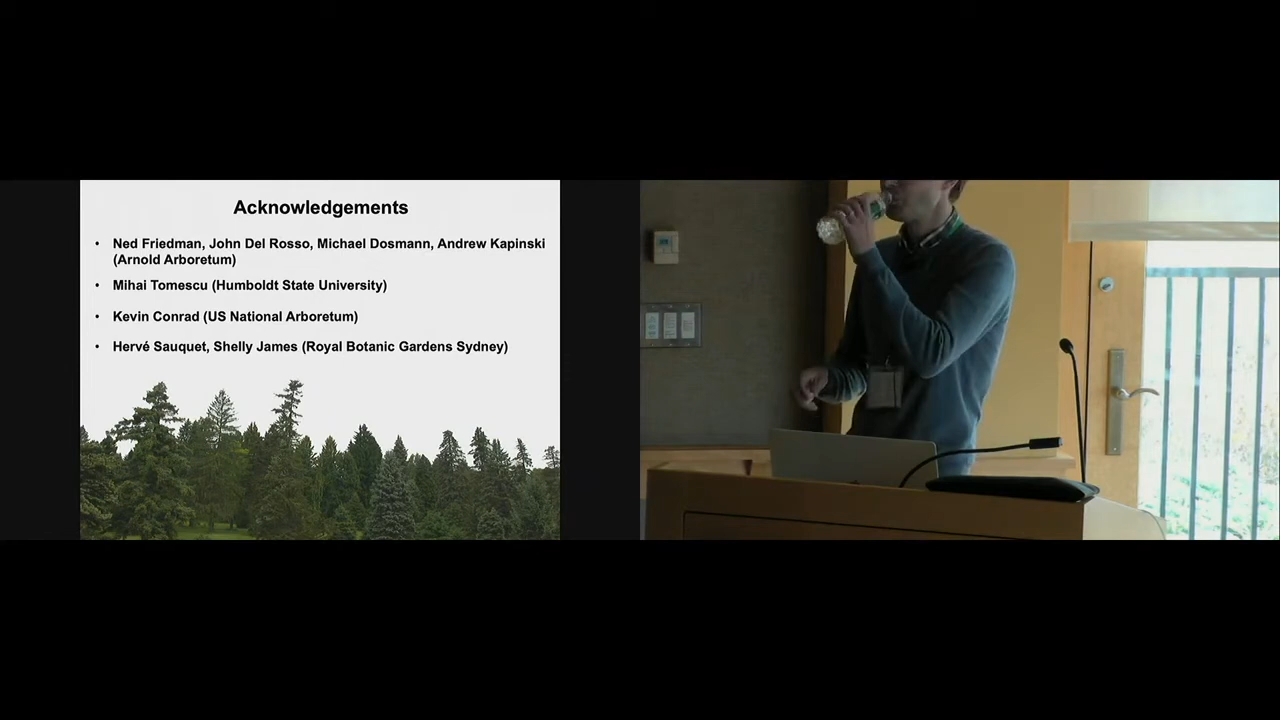 Acknowledgements
• Ned Friedman, John Del Rosso, Michael Dosmann, Andrew Kapinski
(Arnold Arboretum)
• Mihai Tomescu (Humboldt State University)
• Kevin Conrad (US National Arboretum)
• Hervé Sauquet, Shelly James (Royal Botanic Gardens Sydney)